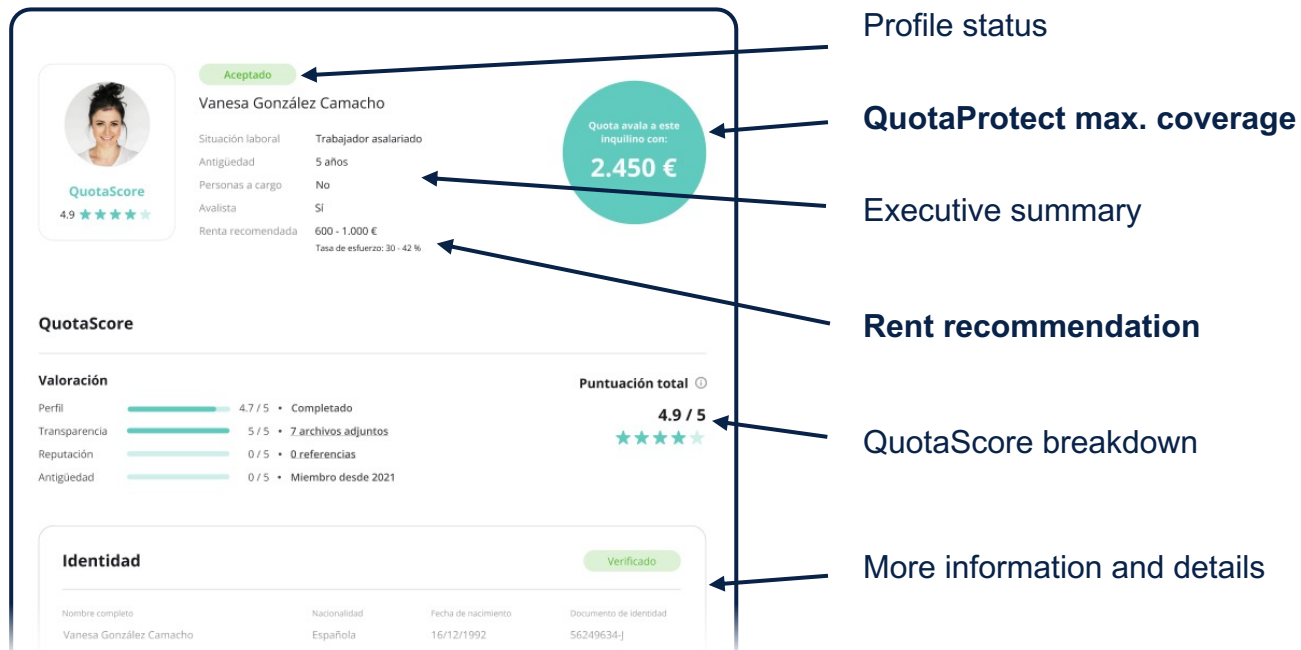 Aceptado
Vanesa González Camacho
Situación laboral Trabajador asalariado
Antigüedad 5 años
Personas a cargo No
Avalista Sí
Renta recomendada 600 - 1.000 €
Tasa de esfuerzo: 30 - 42 %
QuotaScore
4.9
Quota avala a este
inquilino con:
2.450 €
QuotaScore
Valoración
Perfil 4.7 / 5 • Completado
Transparencia 5 / 5 • 7 archivos adjuntos
Reputación 0 / 5 • 0 referencias
Antigüedad 0 / 5 • Miembro desde 2021
Puntuación total
4.9 / 5
Identidad
Verificado
Nombre completo Nacionalidad Fecha de nacimiento Documento de identidad
Vanesa González Camacho Española 16/12/1992 56249634-J
Profile status
QuotaProtect max. coverage
Executive summary
Rent recommendation
QuotaScore breakdown
More information and details